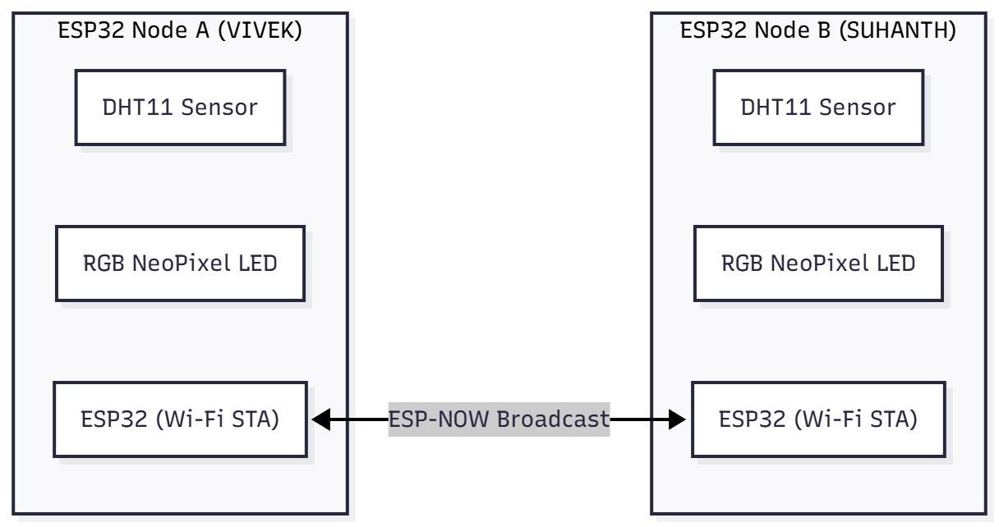 ESP32 Node A (VIVEK)
DHT11 Sensor
RGB NeoPixel LED
ESP32 (Wi-Fi STA)
ESP-NOW Broadcast
ESP32 Node B (SUHANTH)
DHT11 Sensor
RGB NeoPixel LED
ESP32 (Wi-Fi STA)